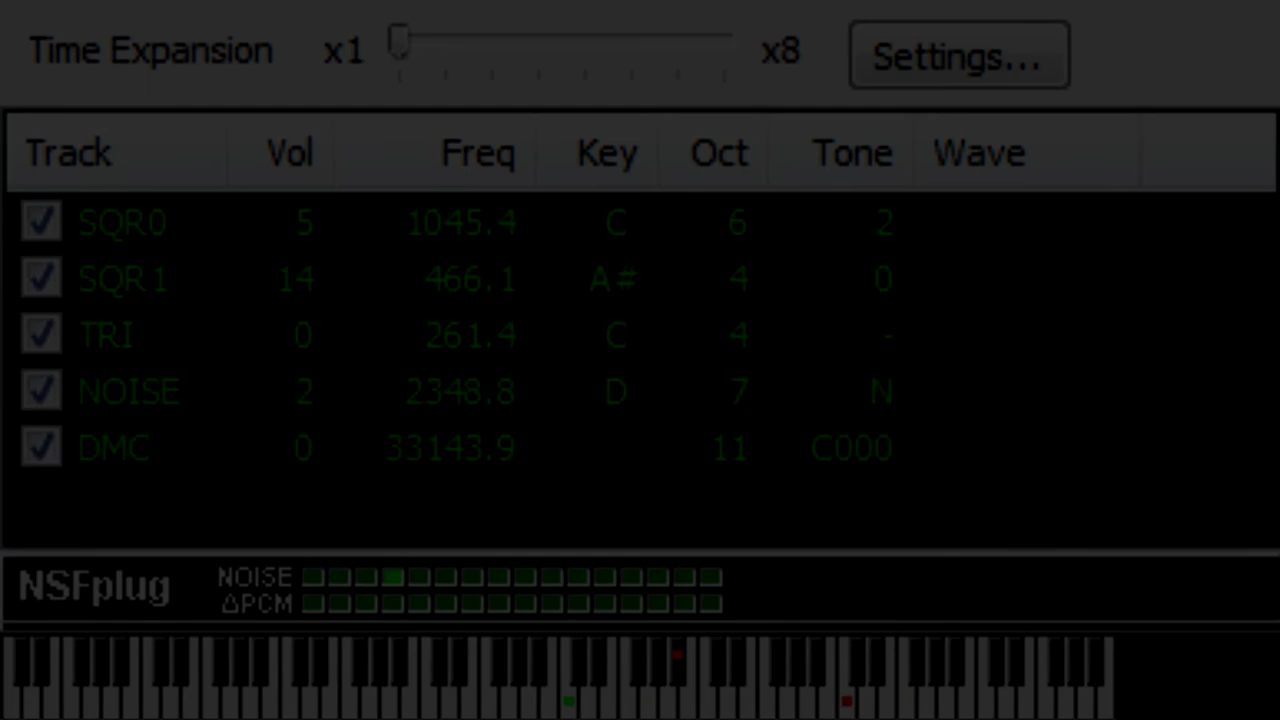 Time Expansion x1 x8 Settings...
Track Vol Freq Key Oct Tone Wave
SQR0 5 1045.4 C 6 2
SQR1 14 466.1 A# 4 0
TRI 0 261.4 C 4 -
NOISE 2 2348.8 D 7 N
DMC 0 33143.9 11 C000
NSFplug NOISE
ΔPCM